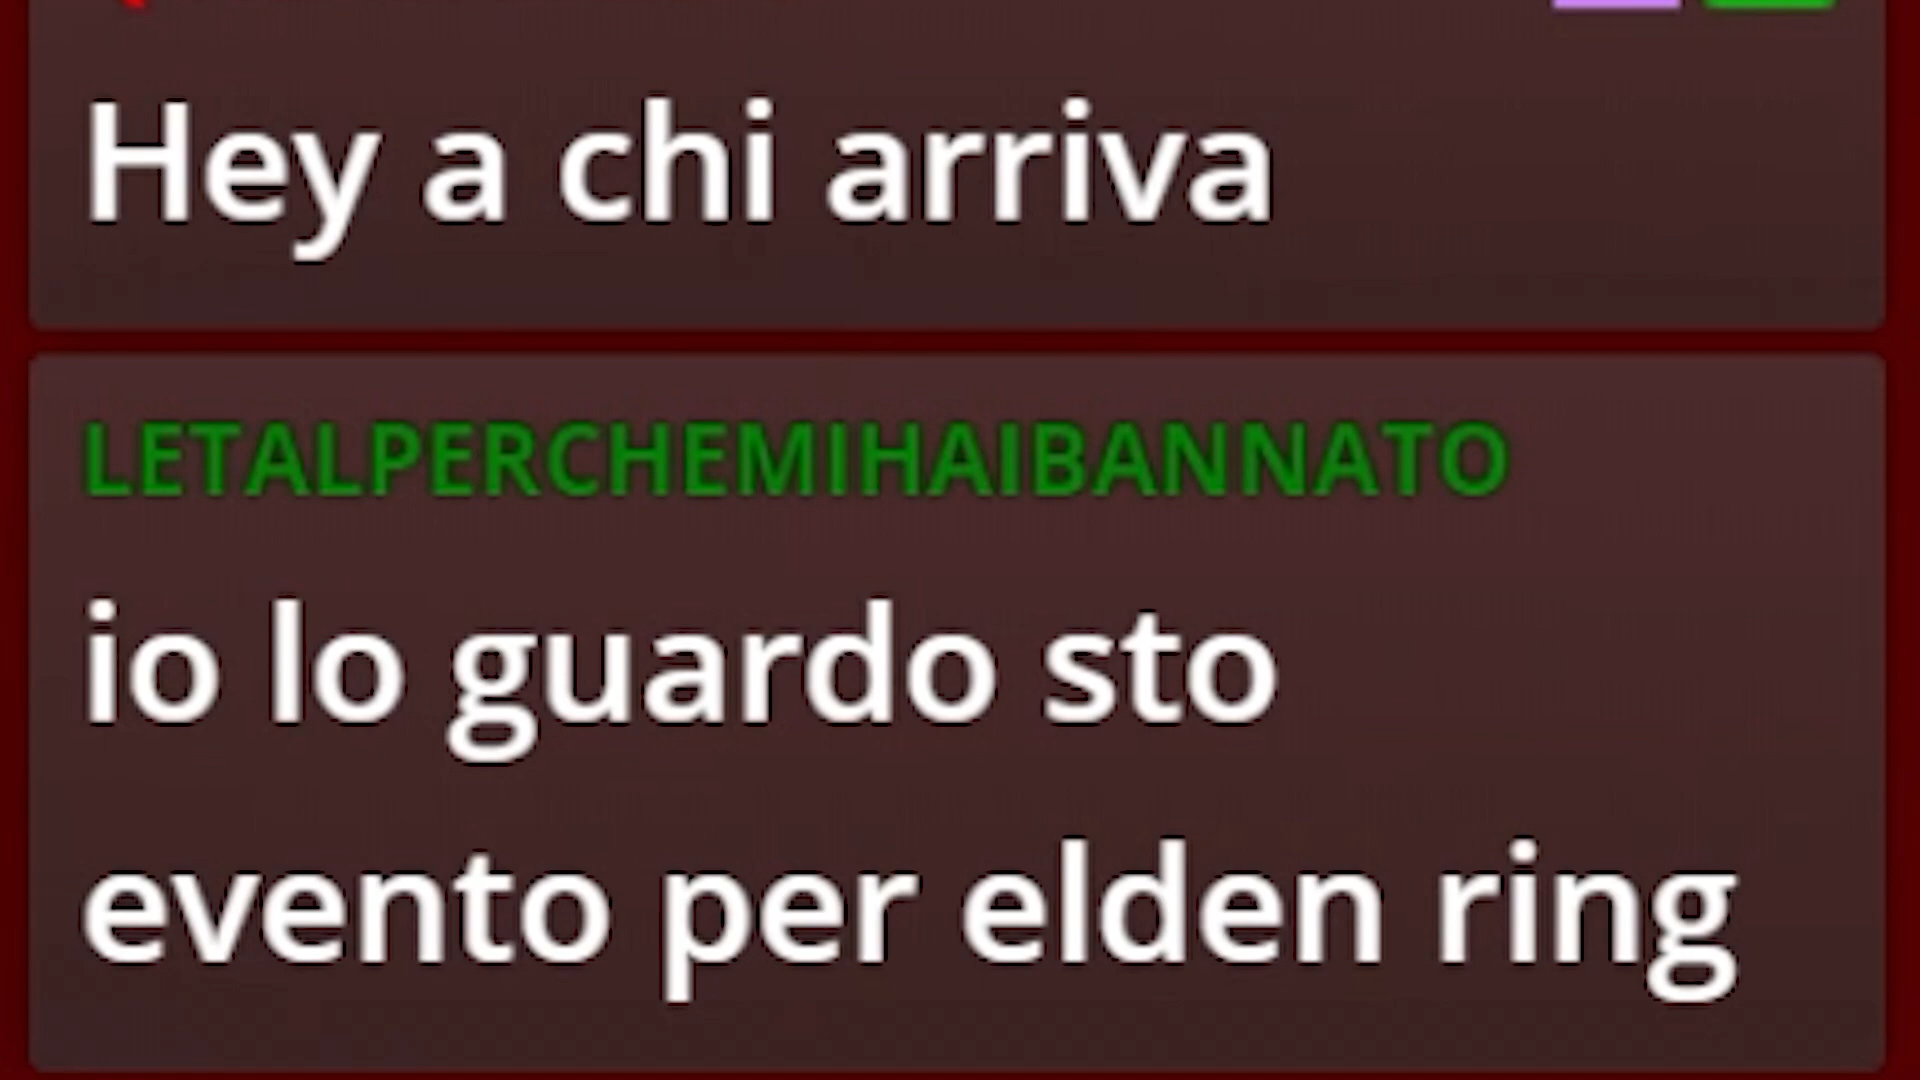 Hey a chi arriva
LETALPERCHEMIHAIBANNATO
io lo guardo sto
evento per elden ring